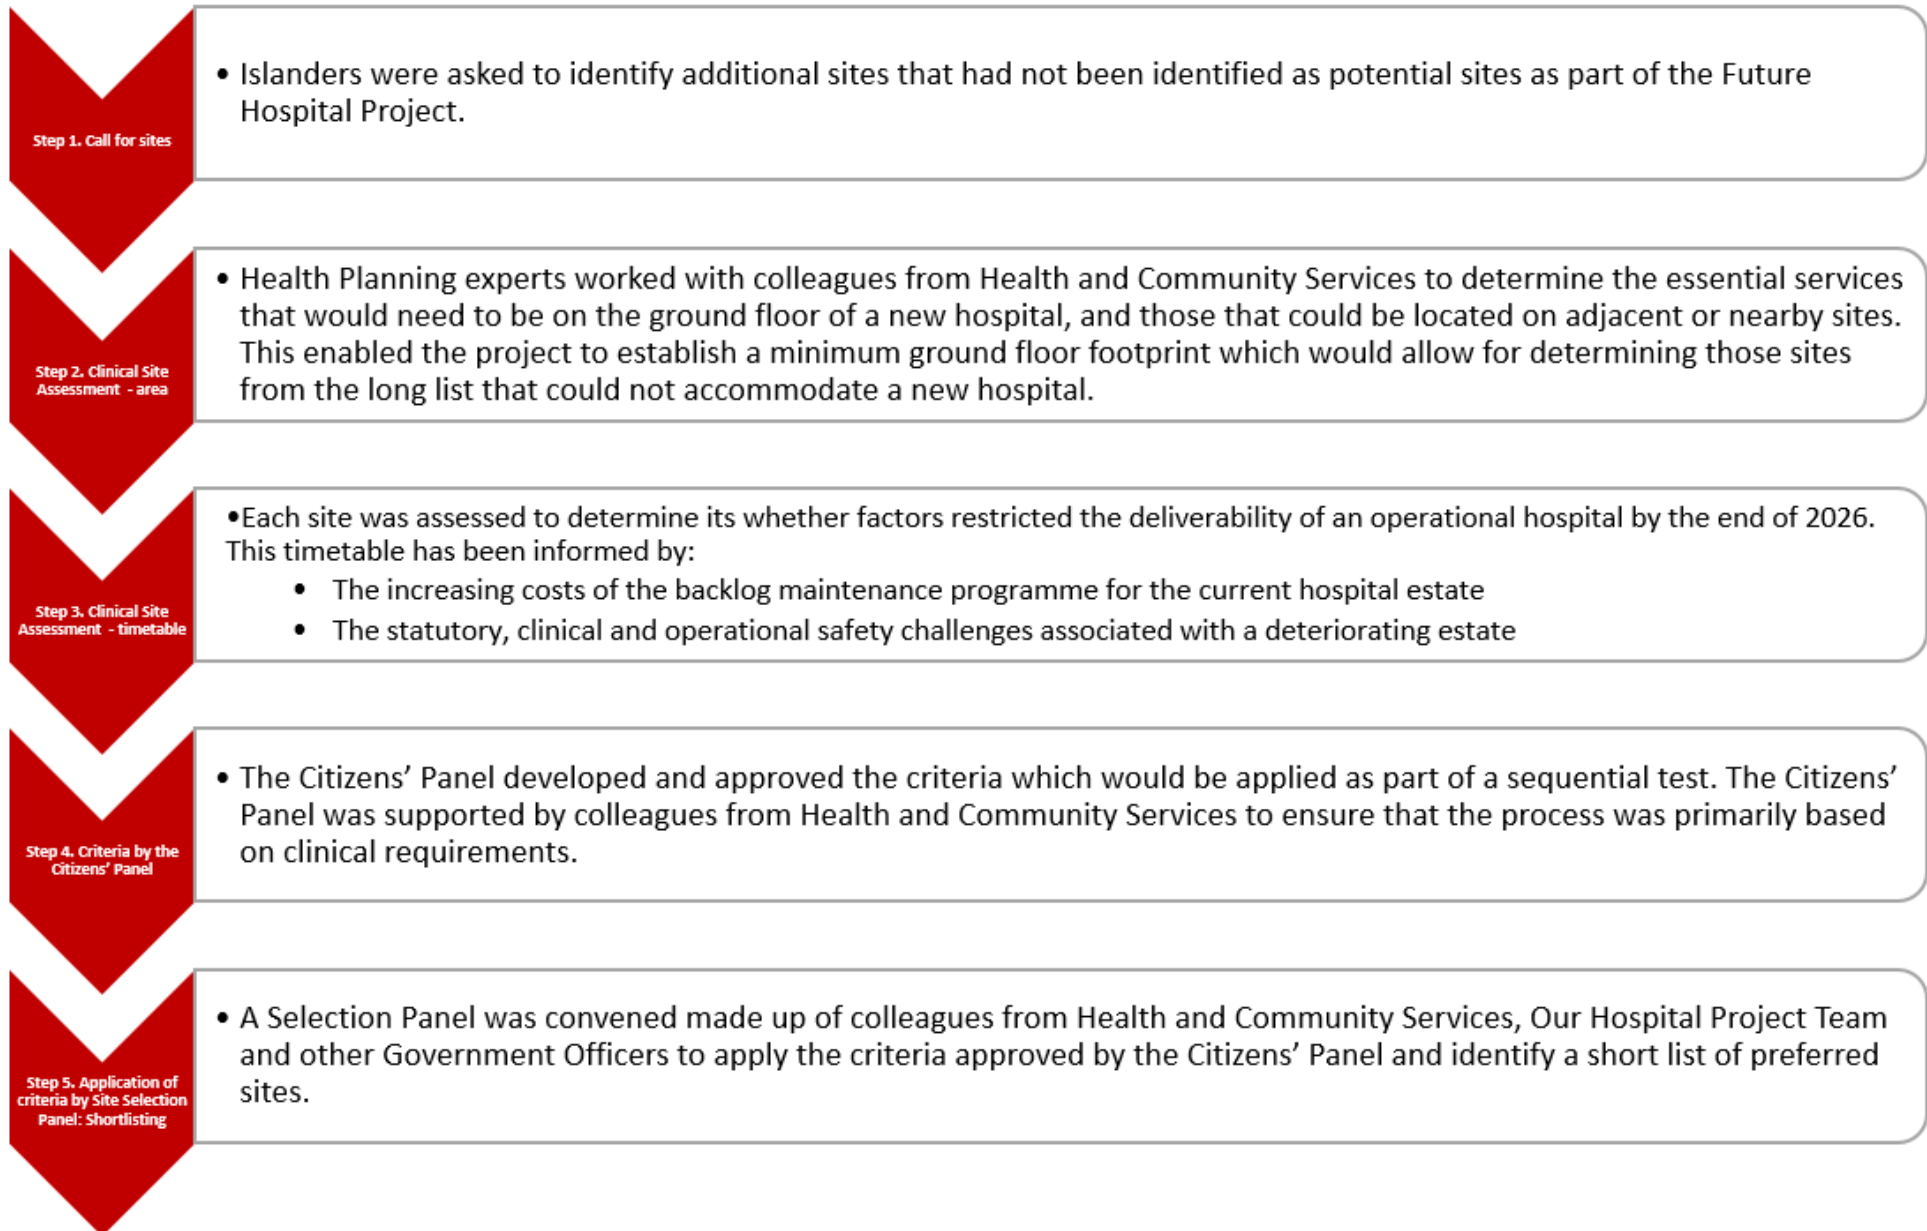 Step 1. Call for sites
• Islanders were asked to identify additional sites that had not been identified as potential sites as part of the Future
Hospital Project.
Step 2. Clinical Site
Assessment - area
• Health Planning experts worked with colleagues from Health and Community Services to determine the essential services
that would need to be on the ground floor of a new hospital, and those that could be located on adjacent or nearby sites.
This enabled the project to establish a minimum ground floor footprint which would allow for determining those sites
from the long list that could not accommodate a new hospital.
Step 3. Clinical Site
Assessment - timetable
•Each site was assessed to determine its whether factors restricted the deliverability of an operational hospital by the end of 2026.
This timetable has been informed by:
• The increasing costs of the backlog maintenance programme for the current hospital estate
• The statutory, clinical and operational safety challenges associated with a deteriorating estate
Step 4. Criteria by the
Citizens’ Panel
• The Citizens’ Panel developed and approved the criteria which would be applied as part of a sequential test. The Citizens’
Panel was supported by colleagues from Health and Community Services to ensure that the process was primarily based
on clinical requirements.
Step 5. Application of
criteria by Site Selection
Panel: Shortlisting
• A Selection Panel was convened made up of colleagues from Health and Community Services, Our Hospital Project Team
and other Government Officers to apply the criteria approved by the Citizens’ Panel and identify a short list of preferred
sites.